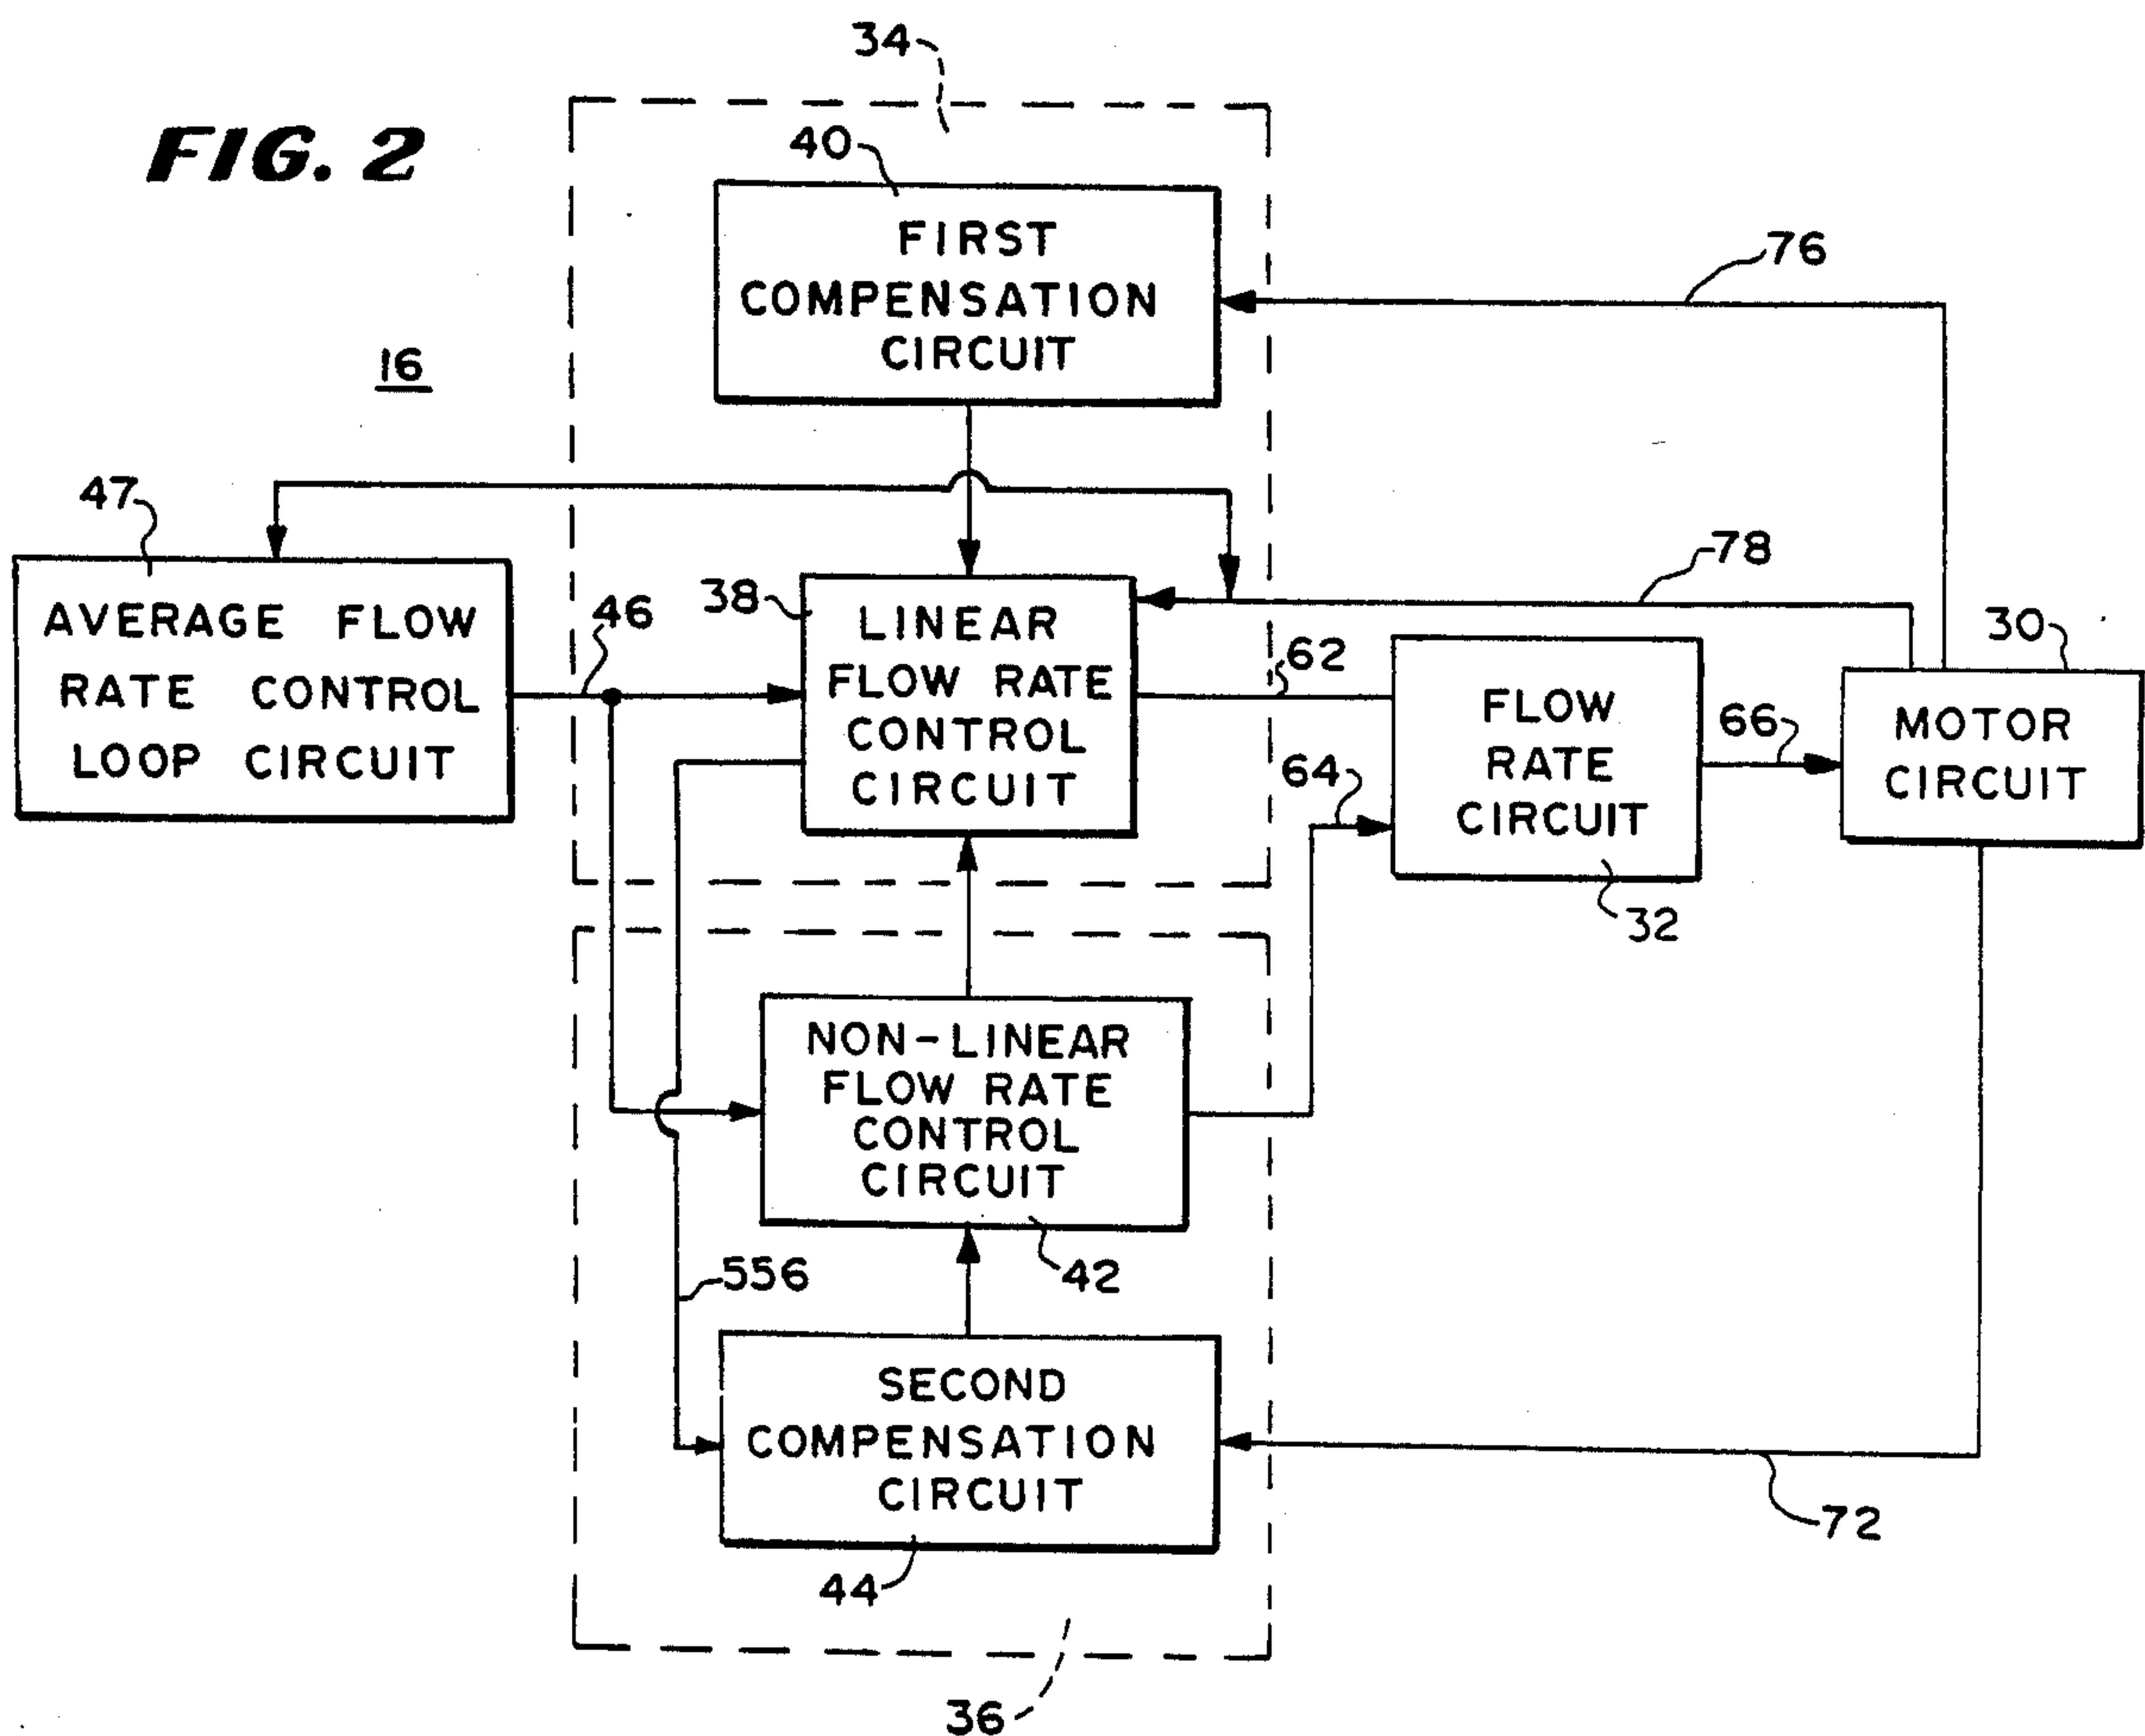 FIG. 2
34
40
FIRST
COMPENSATION
CIRCUIT
76
16
47
AVERAGE FLOW
RATE CONTROL
LOOP CIRCUIT
46
38
LINEAR
FLOW RATE
CONTROL
CIRCUIT
78
62
30
FLOW
RATE
CIRCUIT
66
MOTOR
CIRCUIT
64
32
NON-LINEAR
FLOW RATE
CONTROL
CIRCUIT
42
556
SECOND
COMPENSATION
CIRCUIT
44
72
36